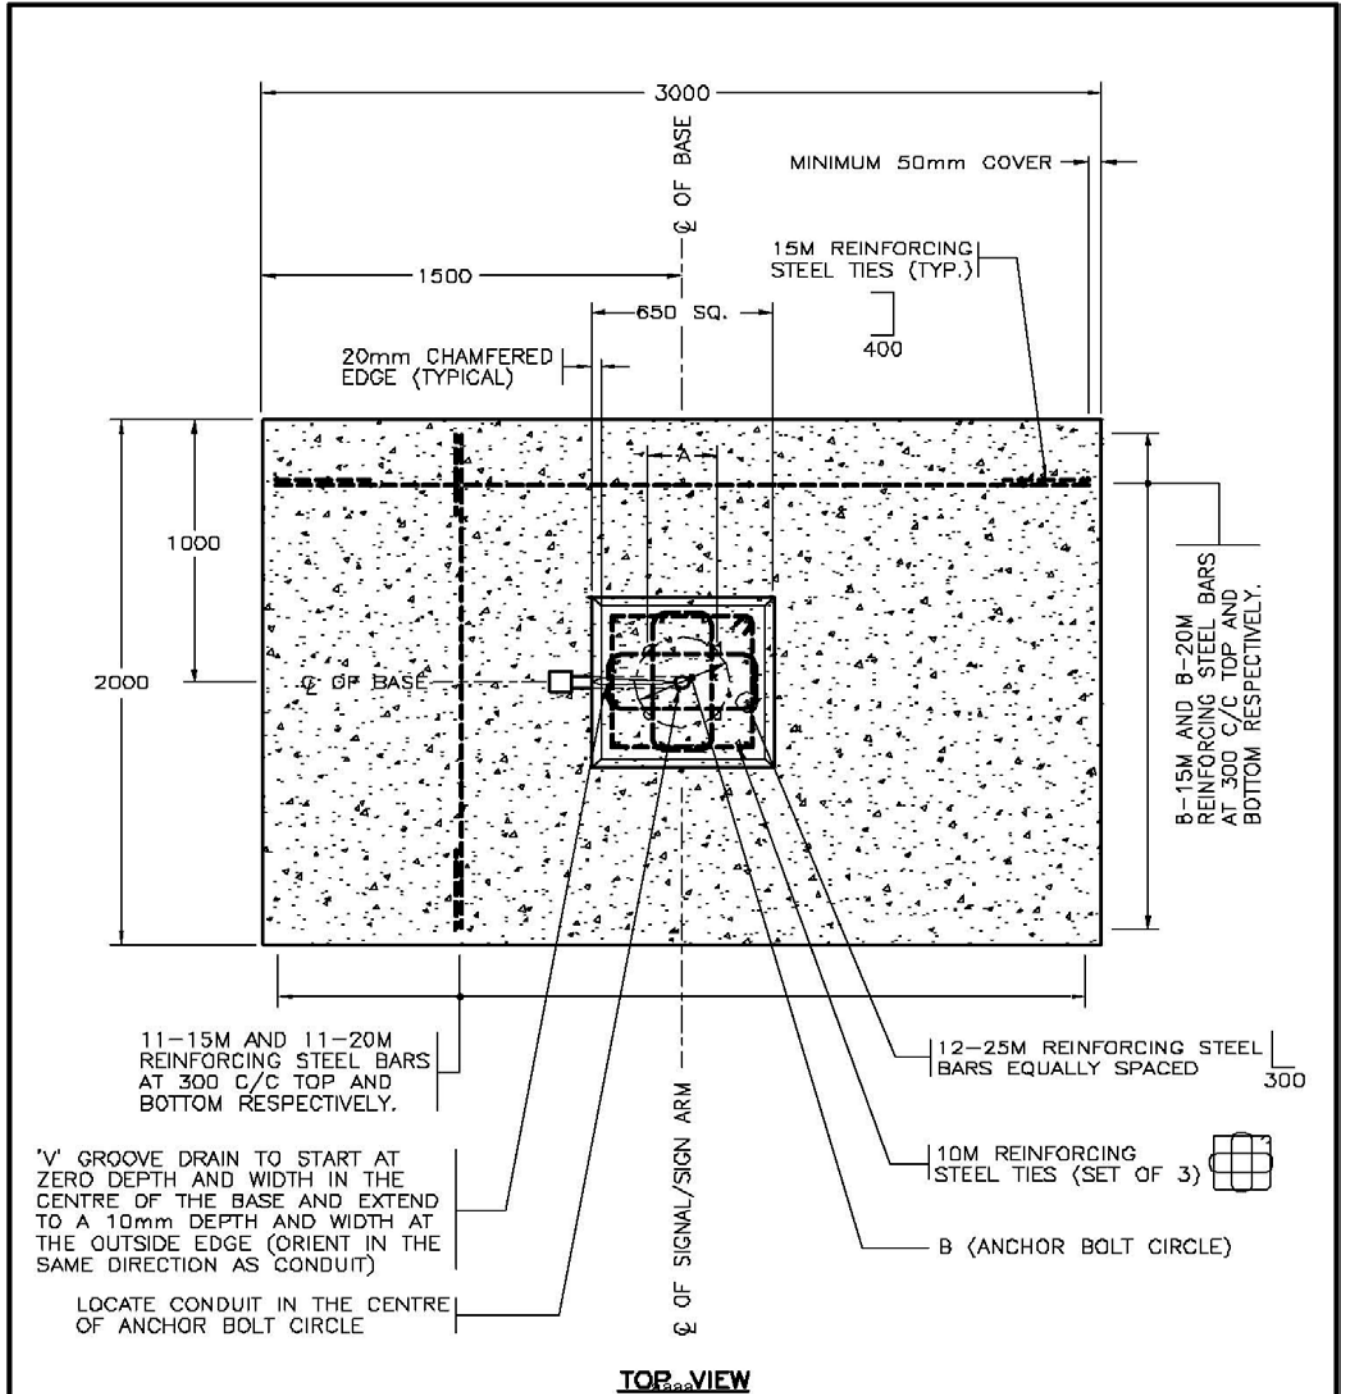 3000
℄ OF BASE
MINIMUM 50mm COVER
15M REINFORCING
STEEL TIES (TYP.)
1500
650 SQ.
400
20mm CHAMFERED
EDGE (TYPICAL)
A
1000
2000
℄ OF BASE
8-15M AND 8-20M
REINFORCING STEEL BARS
AT 300 C/C TOP AND
BOTTOM RESPECTIVELY.
11-15M AND 11-20M
REINFORCING STEEL BARS
AT 300 C/C TOP AND
BOTTOM RESPECTIVELY.
12-25M REINFORCING STEEL
BARS EQUALLY SPACED
300
'V' GROOVE DRAIN TO START AT
ZERO DEPTH AND WIDTH IN THE
CENTRE OF THE BASE AND EXTEND
TO A 10mm DEPTH AND WIDTH AT
THE OUTSIDE EDGE (ORIENT IN THE
SAME DIRECTION AS CONDUIT)
10M REINFORCING
STEEL TIES (SET OF 3)
B (ANCHOR BOLT CIRCLE)
LOCATE CONDUIT IN THE CENTRE
OF ANCHOR BOLT CIRCLE
℄ OF SIGNAL/SIGN ARM
TOP VIEW